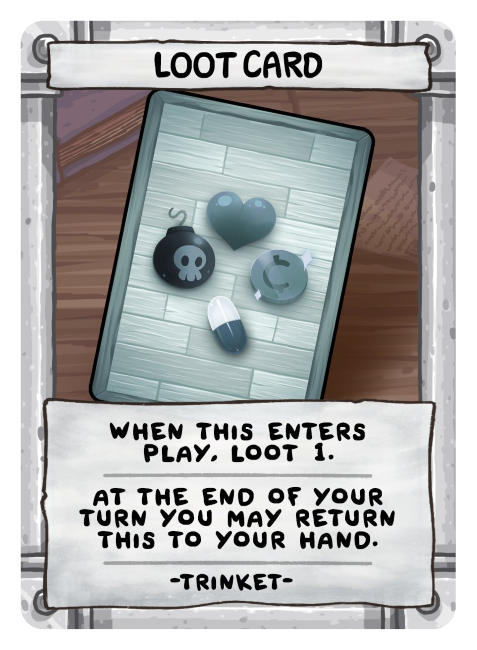 LOOT CARD
WHEN THIS ENTERS
PLAY, LOOT 1.
AT THE END OF YOUR
TURN YOU MAY RETURN
THIS TO YOUR HAND.
-TRINKET-